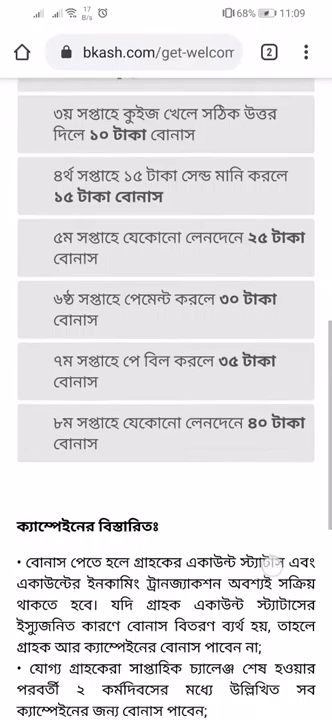 17
B/s
68%
11:09
bkash.com/get-welcom
2
৩য় সপ্তাহে কুইজ খেলে সঠিক উত্তর
দিলে ১০ টাকা বোনাস
৪র্থ সপ্তাহে ১৫ টাকা সেন্ড মানি করলে
১৫ টাকা বোনাস
৫ম সপ্তাহে যেকোনো লেনদেনে ২৫ টাকা
বোনাস
৬ষ্ঠ সপ্তাহে পেমেন্ট করলে ৩০ টাকা
বোনাস
৭ম সপ্তাহে পে বিল করলে ৩৫ টাকা
বোনাস
৮ম সপ্তাহে যেকোনো লেনদেনে ৪০ টাকা
বোনাস
ক্যাম্পেইনের বিস্তারিতঃ
• বোনাস পেতে হলে গ্রাহকের একাউন্ট স্ট্যাটাস এবং
একাউন্টের ইনকামিং ট্রানজ্যাকশন অবশ্যই সক্রিয়
থাকতে হবে। যদি গ্রাহক একাউন্ট স্ট্যাটাসের
ইস্যুজনিত কারণে বোনাস বিতরণ ব্যর্থ হয়, তাহলে
গ্রাহক আর ক্যাম্পেইনের বোনাস পাবেন না;
• যোগ্য গ্রাহকেরা সাপ্তাহিক চ্যালেঞ্জ শেষ হওয়ার
পরবর্তী ২ কর্মদিবসের মধ্যে উল্লিখিত সব
ক্যাম্পেইনের জন্য বোনাস পাবেন;